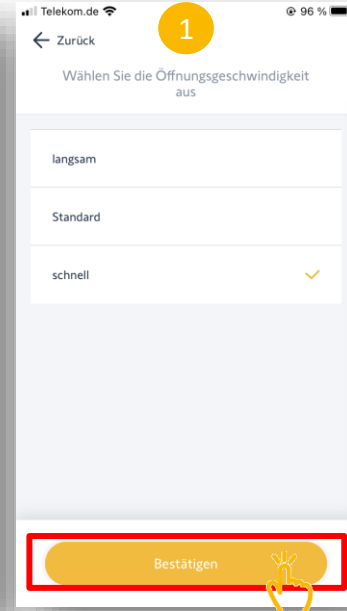 Telekom.de 96 %
1
Zurück
Wählen Sie die Öffnungsgeschwindigkeit
aus
langsam
Standard
schnell
Bestätigen